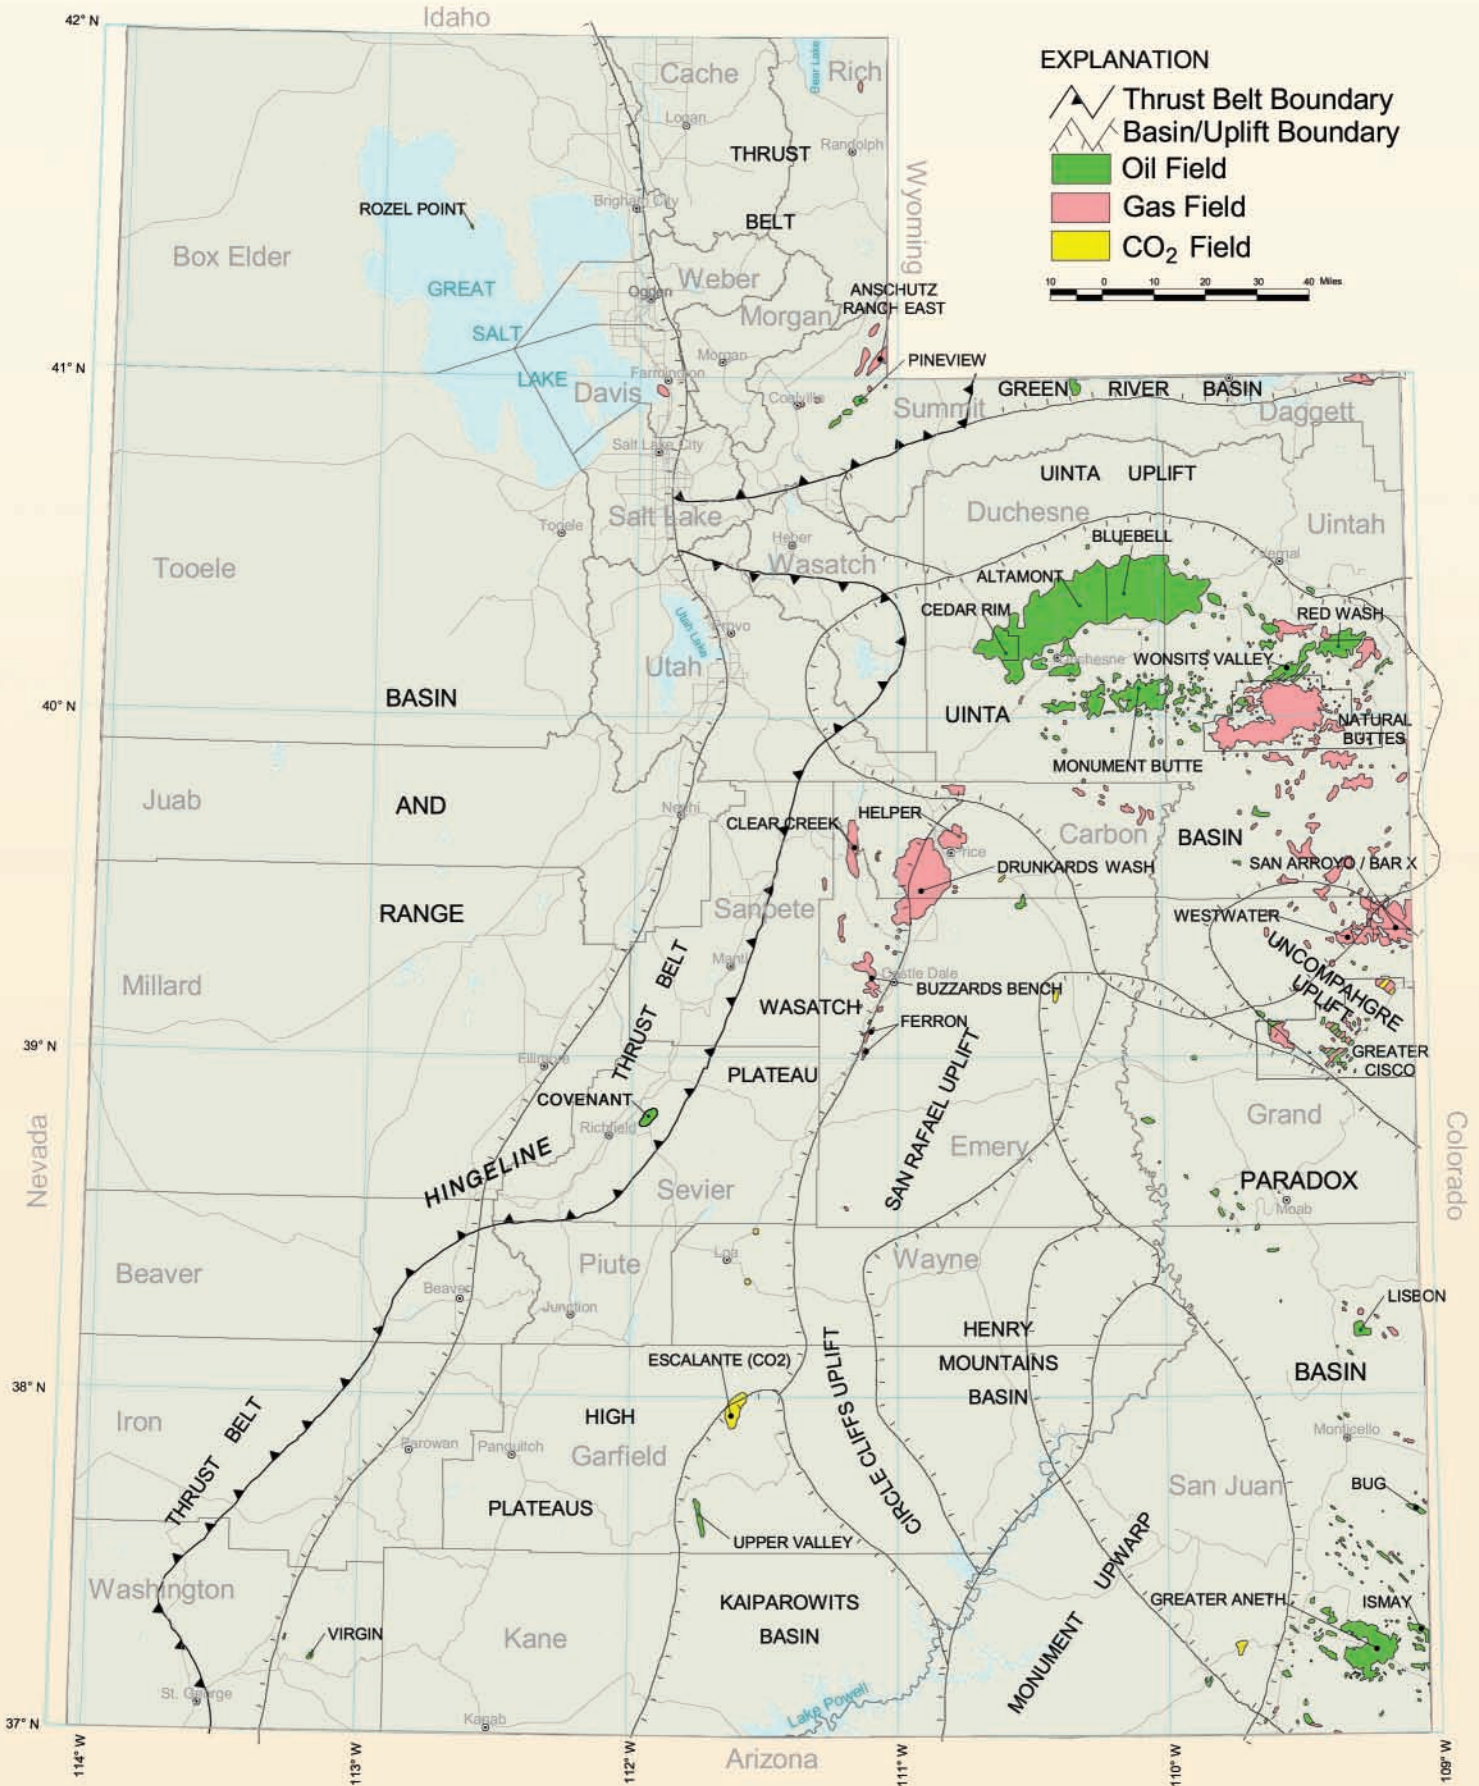 42° N
Idaho
Cache
Bear Lake
Rich
EXPLANATION
Thrust Belt Boundary
Basin/Uplift Boundary
Oil Field
Gas Field
CO2 Field
10 0 10 20 30 40 Miles
Logan
Randolph
THRUST
BELT
Wyoming
ROZEL POINT
Brigham City
Box Elder
GREAT
SALT
LAKE
Weber
Ogden
Morgan
ANSCHUTZ
RANCH EAST
Morgan
PINEVIEW
41° N
Farmington
Davis
Coalville
Summit
GREEN RIVER BASIN
Daggett
Salt Lake City
UINTA UPLIFT
Salt Lake
Tooele
Duchesne
Uintah
Heber
BLUEBELL
Vernal
Tooele
Wasatch
ALTAMONT
CEDAR RIM
RED WASH
Utah Lake
Provo
Duchesne
WONSITS VALLEY
Utah
BASIN
40° N
UINTA
NATURAL
BUTTES
MONUMENT BUTTE
Juab
AND
Nephi
CLEAR CREEK
HELPER
Carbon
BASIN
Price
DRUNKARDS WASH
SAN ARROYO / BAR X
RANGE
Sanpete
WESTWATER
UNCOMPAHGRE
UPLIFT
Millard
Manti
Castle Dale
BUZZARDS BENCH
WASATCH
FERRON
THRUST BELT
39° N
Fillmore
PLATEAU
SAN RAFAEL UPLIFT
GREATER
CISCO
COVENANT
Richfield
Grand
Nevada
Colorado
HINGELINE
Emery
Sevier
PARADOX
Moab
Beaver
Piute
Loa
Wayne
Beaver
Junction
LISBON
HENRY
MOUNTAINS
BASIN
ESCALANTE (CO2)
CIRCLE CLIFFS UPLIFT
BASIN
38° N
Iron
HIGH
Garfield
Parowan
Panguitch
Monticello
THRUST BELT
San Juan
BUG
PLATEAUS
UPPER VALLEY
Washington
KAIPAROWITS
BASIN
MONUMENT UPWARP
GREATER ANETH
ISMAY
VIRGIN
Kane
St. George
Kanab
Lake Powell
37° N
Arizona
114° W
113° W
112° W
111° W
110° W
109° W